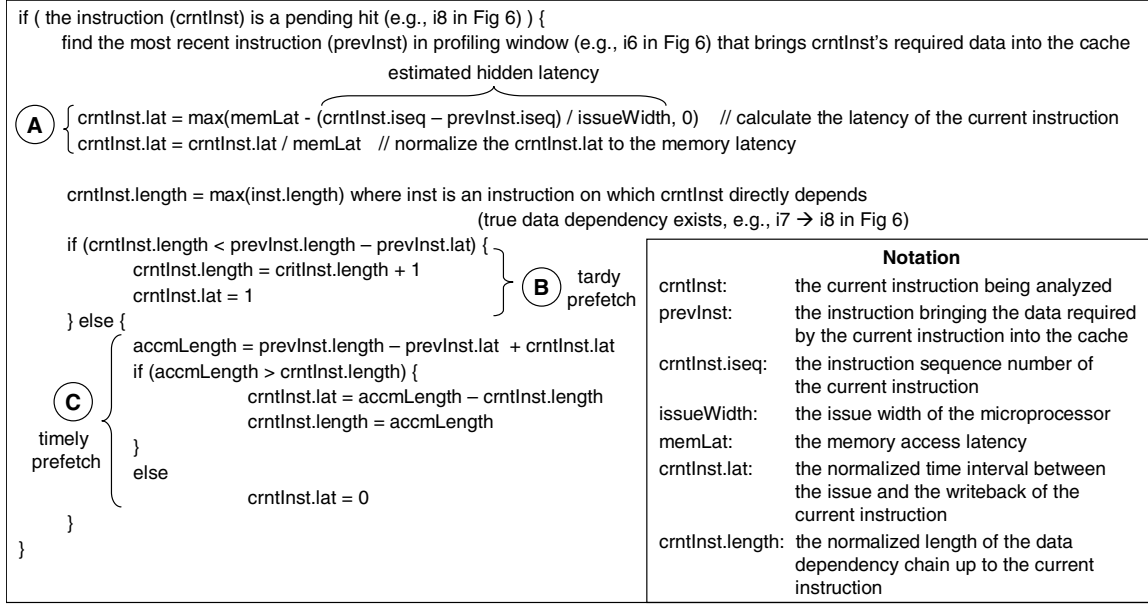 if ( the instruction (crntInst) is a pending hit (e.g., i8 in Fig 6) ) {
find the most recent instruction (prevInst) in profiling window (e.g., i6 in Fig 6) that brings crntInst's required data into the cache
estimated hidden latency
A
crntInst.lat = max(memLat - (crntInst.iseq – prevInst.iseq) / issueWidth, 0) // calculate the latency of the current instruction
crntInst.lat = crntInst.lat / memLat // normalize the crntInst.lat to the memory latency
crntInst.length = max(inst.length) where inst is an instruction on which crntInst directly depends
(true data dependency exists, e.g., i7 → i8 in Fig 6)
if (crntInst.length < prevInst.length – prevInst.lat) {
crntInst.length = critInst.length + 1
crntInst.lat = 1
B
tardy
prefetch
} else {
accmLength = prevInst.length – prevInst.lat + crntInst.lat
if (accmLength > crntInst.length) {
crntInst.lat = accmLength – crntInst.length
crntInst.length = accmLength
}
else
crntInst.lat = 0
C
timely
prefetch
}
}
Notation
crntInst: the current instruction being analyzed
prevInst: the instruction bringing the data required
by the current instruction into the cache
crntInst.iseq: the instruction sequence number of
the current instruction
issueWidth: the issue width of the microprocessor
memLat: the memory access latency
crntInst.lat: the normalized time interval between
the issue and the writeback of the
current instruction
crntInst.length: the normalized length of the data
dependency chain up to the current
instruction